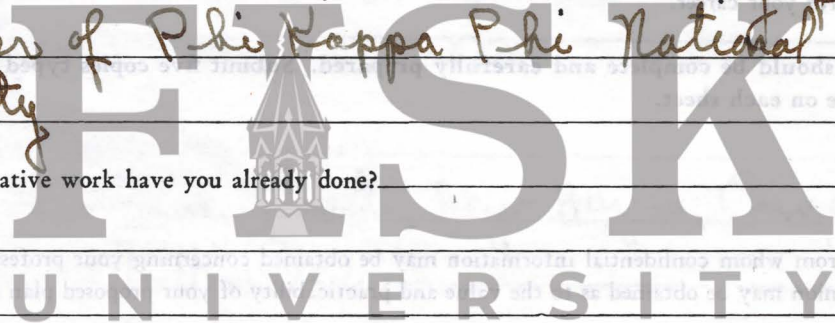 r of Phi Kappa Phi National
ty
ative work have you already done?
FISK
UNIVERSITY
should be complete and carefully prepared. Submit five copies typed
e on each sheet.
from whom confidential information may be obtained concerning your profes
nion may be obtained as to the value and practicability of your proposed plan